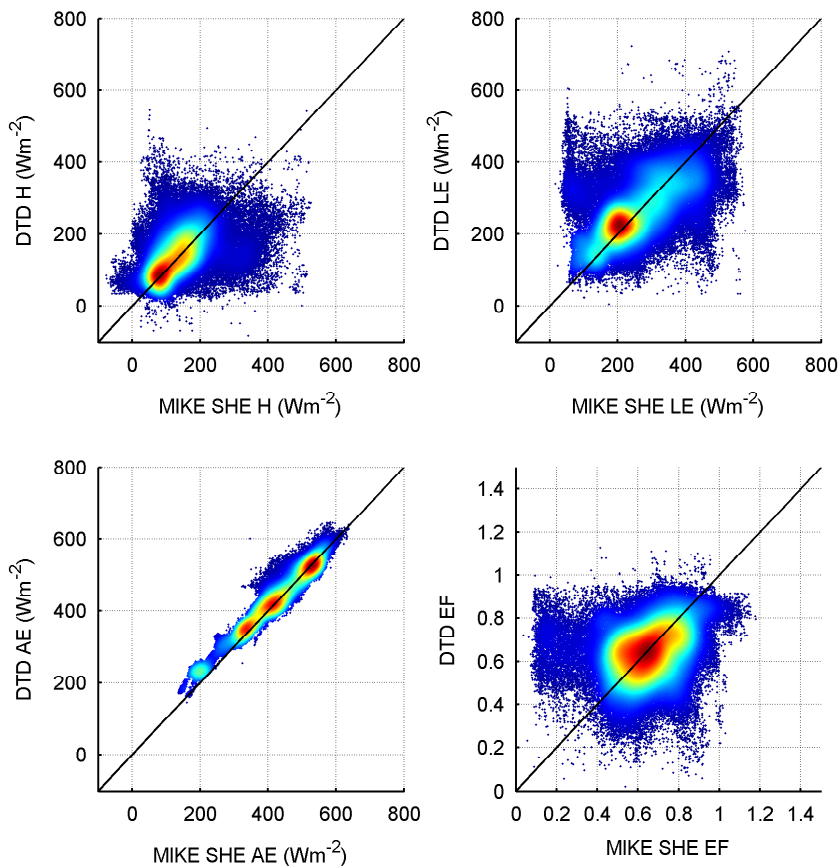 800
600
400
200
0
DTD H (Wm-2)
0 200 400 600 800
MIKE SHE H (Wm-2)
800
600
400
200
0
DTD LE (Wm-2)
0 200 400 600 800
MIKE SHE LE (Wm-2)
800
600
400
200
0
DTD AE (Wm-2)
0 200 400 600 800
MIKE SHE AE (Wm-2)
1.4
1.2
1
0.8
0.6
0.4
0.2
0
DTD EF
0 0.2 0.4 0.6 0.8 1 1.2 1.4
MIKE SHE EF